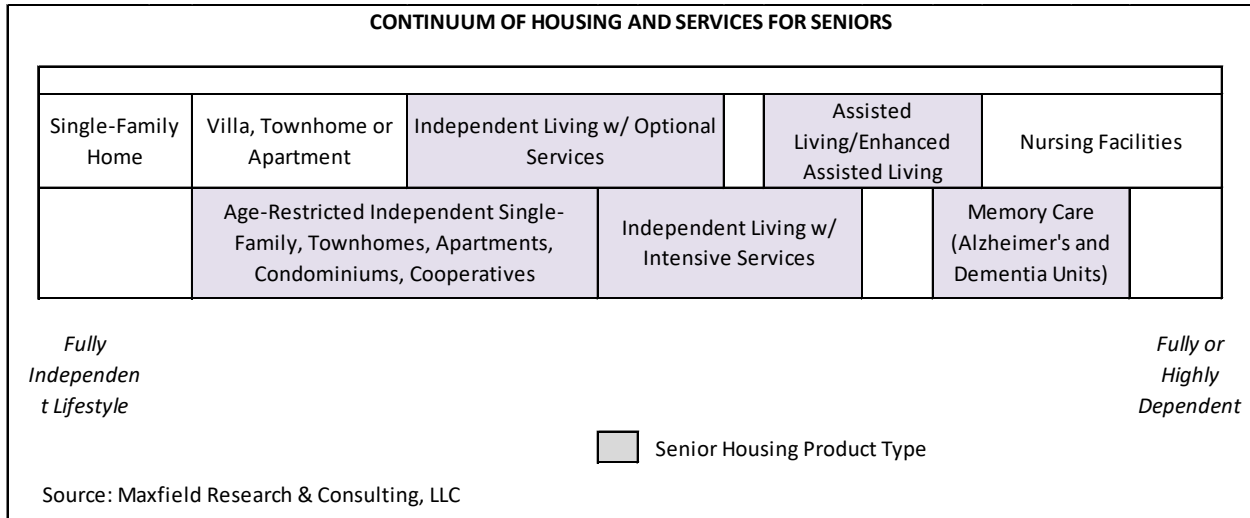 CONTINUUM OF HOUSING AND SERVICES FOR SENIORS
Single-Family
Home
Villa, Townhome or
Apartment
Independent Living w/ Optional
Services
Assisted
Living/Enhanced
Assisted Living
Nursing Facilities
Age-Restricted Independent Single-
Family, Townhomes, Apartments,
Condominiums, Cooperatives
Independent Living w/
Intensive Services
Memory Care
(Alzheimer's and
Dementia Units)
Fully
Independen
t Lifestyle
Fully or
Highly
Dependent
Senior Housing Product Type
Source: Maxfield Research & Consulting, LLC